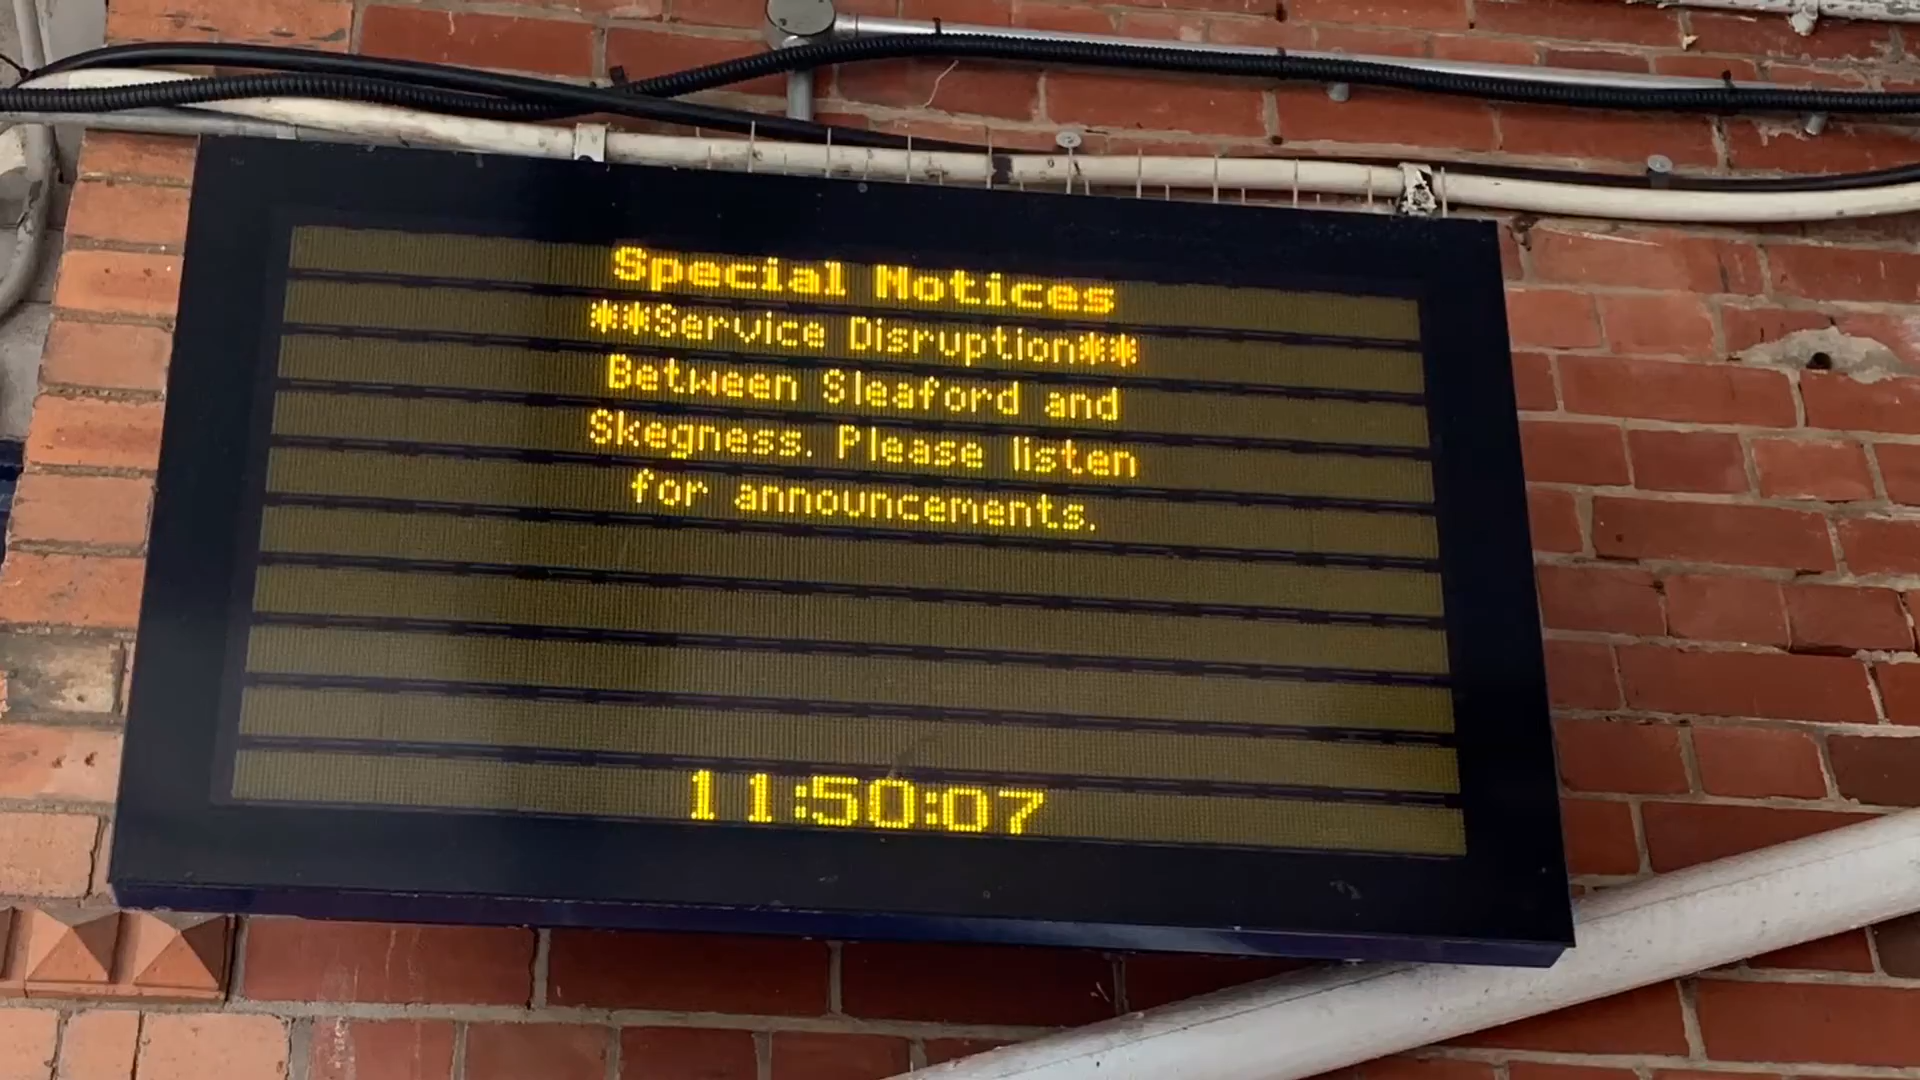 Special Notices
**Service Disruption**
Between Sleaford and
Skegness. Please listen
for announcements.
11:50:07